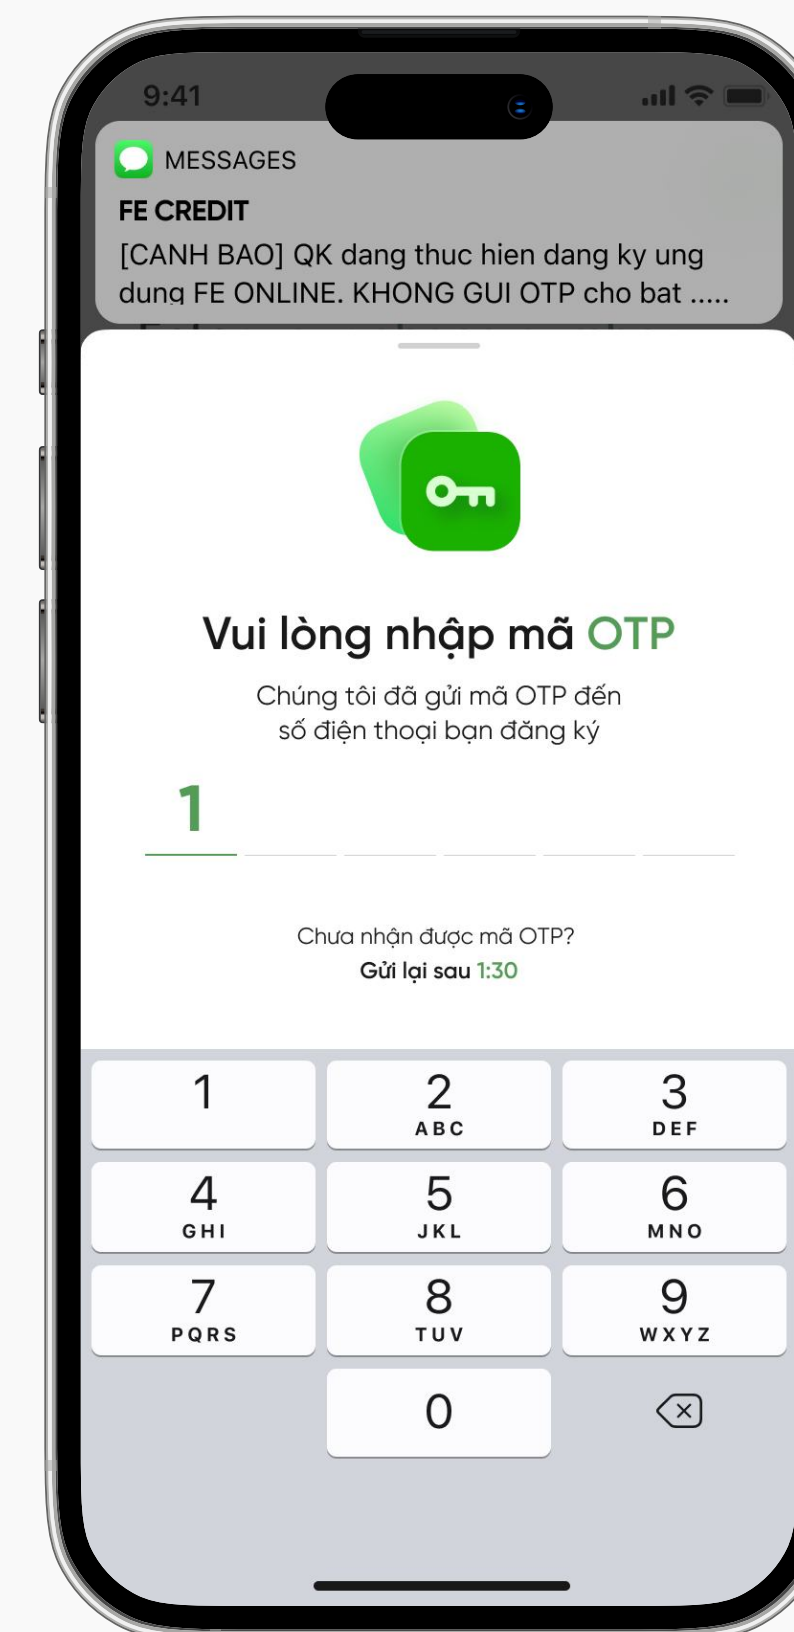 9:41
MESSAGES
FE CREDIT
[CANH BAO] QK dang thuc hien dang ky ung
dung FE ONLINE. KHONG GUI OTP cho bat .....
Vui lòng nhập mã OTP
Chúng tôi đã gửi mã OTP đến
số điện thoại bạn đăng ký
1
Chưa nhận được mã OTP?
Gửi lại sau 1:30
1 2 3
ABC DEF
4 5 6
GHI JKL MNO
7 8 9
PQRS TUV WXYZ
0